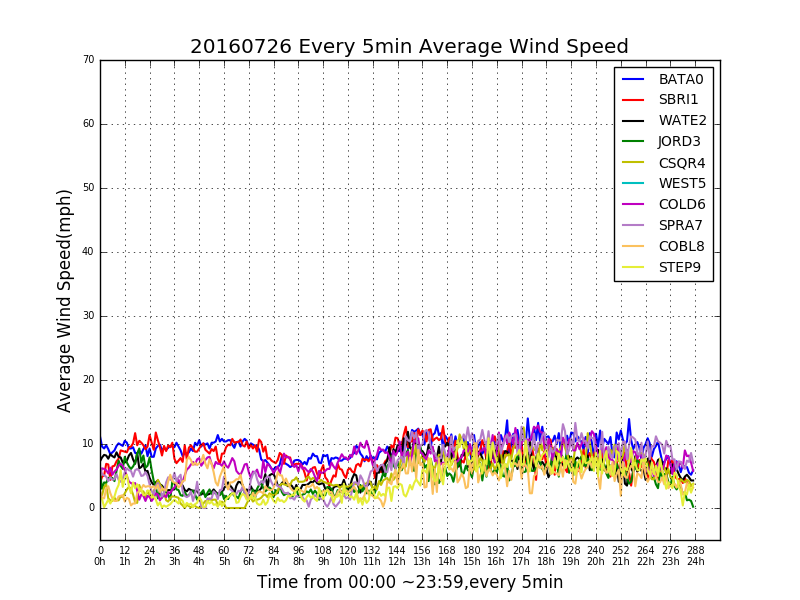 20160726 Every 5min Average Wind Speed
70
60
50
40
30
20
10
0
Average Wind Speed(mph)
BATA0
SBRI1
WATE2
JORD3
CSQR4
WEST5
COLD6
SPRA7
COBL8
STEP9
0 12 24 36 48 60 72 84 96 108 120 132 144 156 168 180 192 204 216 228 240 252 264 276 288
0h 1h 2h 3h 4h 5h 6h 7h 8h 9h 10h 11h 12h 13h 14h 15h 16h 17h 18h 19h 20h 21h 22h 23h 24h
Time from 00:00 ~23:59,every 5min